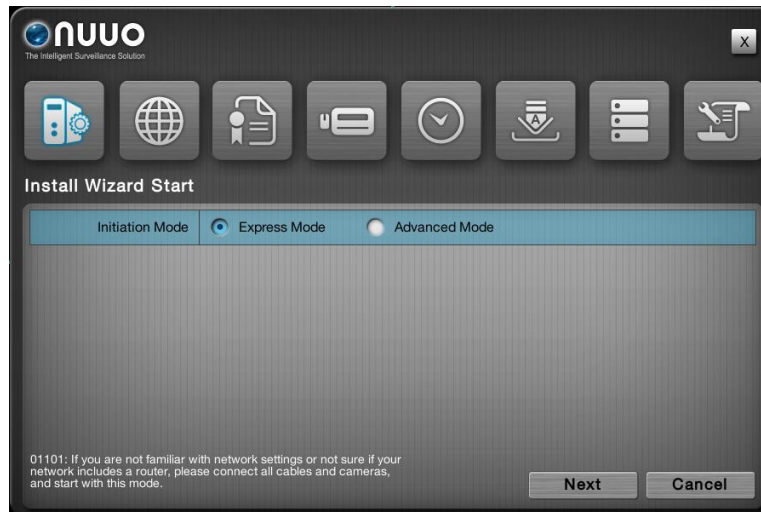 NUUO
The Intelligent Surveillance Solution
X
A
Install Wizard Start
Initiation Mode Express Mode Advanced Mode
01101: If you are not familiar with network settings or not sure if your
network includes a router, please connect all cables and cameras,
and start with this mode.
Next Cancel